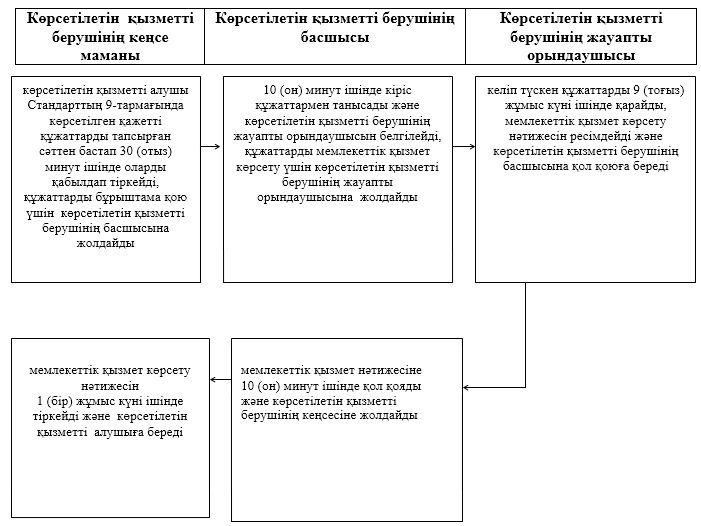 Көрсетілетін қызметті
берушінің кеңсе
маманы
Көрсетілетін қызметті берушінің
басшысы
Көрсетілетін қызметті
берушінің жауапты
орындаушысы
көрсетілетін қызметті алушы
Стандарттың 9-тармағында
көрсетілген қажетті
құжаттарды тапсырған
сәттен бастап 30 (отыз)
минут ішінде оларды
қабылдап тіркейді,
құжаттарды бұрыштама қою
үшін көрсетілетін қызметті
берушінің басшысына
жолдайды
10 (он) минут ішінде кіріс
құжаттармен танысады және
көрсетілетін қызметті берушінің
жауапты орындаушысын белгілейді,
құжаттарды мемлекеттік қызмет
көрсету үшін көрсетілетін қызметті
берушінің жауапты
орындаушысына жолдайды
келіп түскен құжаттарды 9 (тоғыз)
жұмыс күні ішінде қарайды,
мемлекеттік қызмет көрсету
нәтижесін ресімдейді және
көрсетілетін қызметті берушінің
басшысына қол қоюға береді
мемлекеттік қызмет көрсету
нәтижесін
1 (бір) жұмыс күні ішінде
тіркейді және көрсетілетін
қызметті алушыға береді
мемлекеттік қызмет нәтижесіне
10 (он) минут ішінде қол қояды
және көрсетілетін қызметті
берушінің кеңсесіне жолдайды